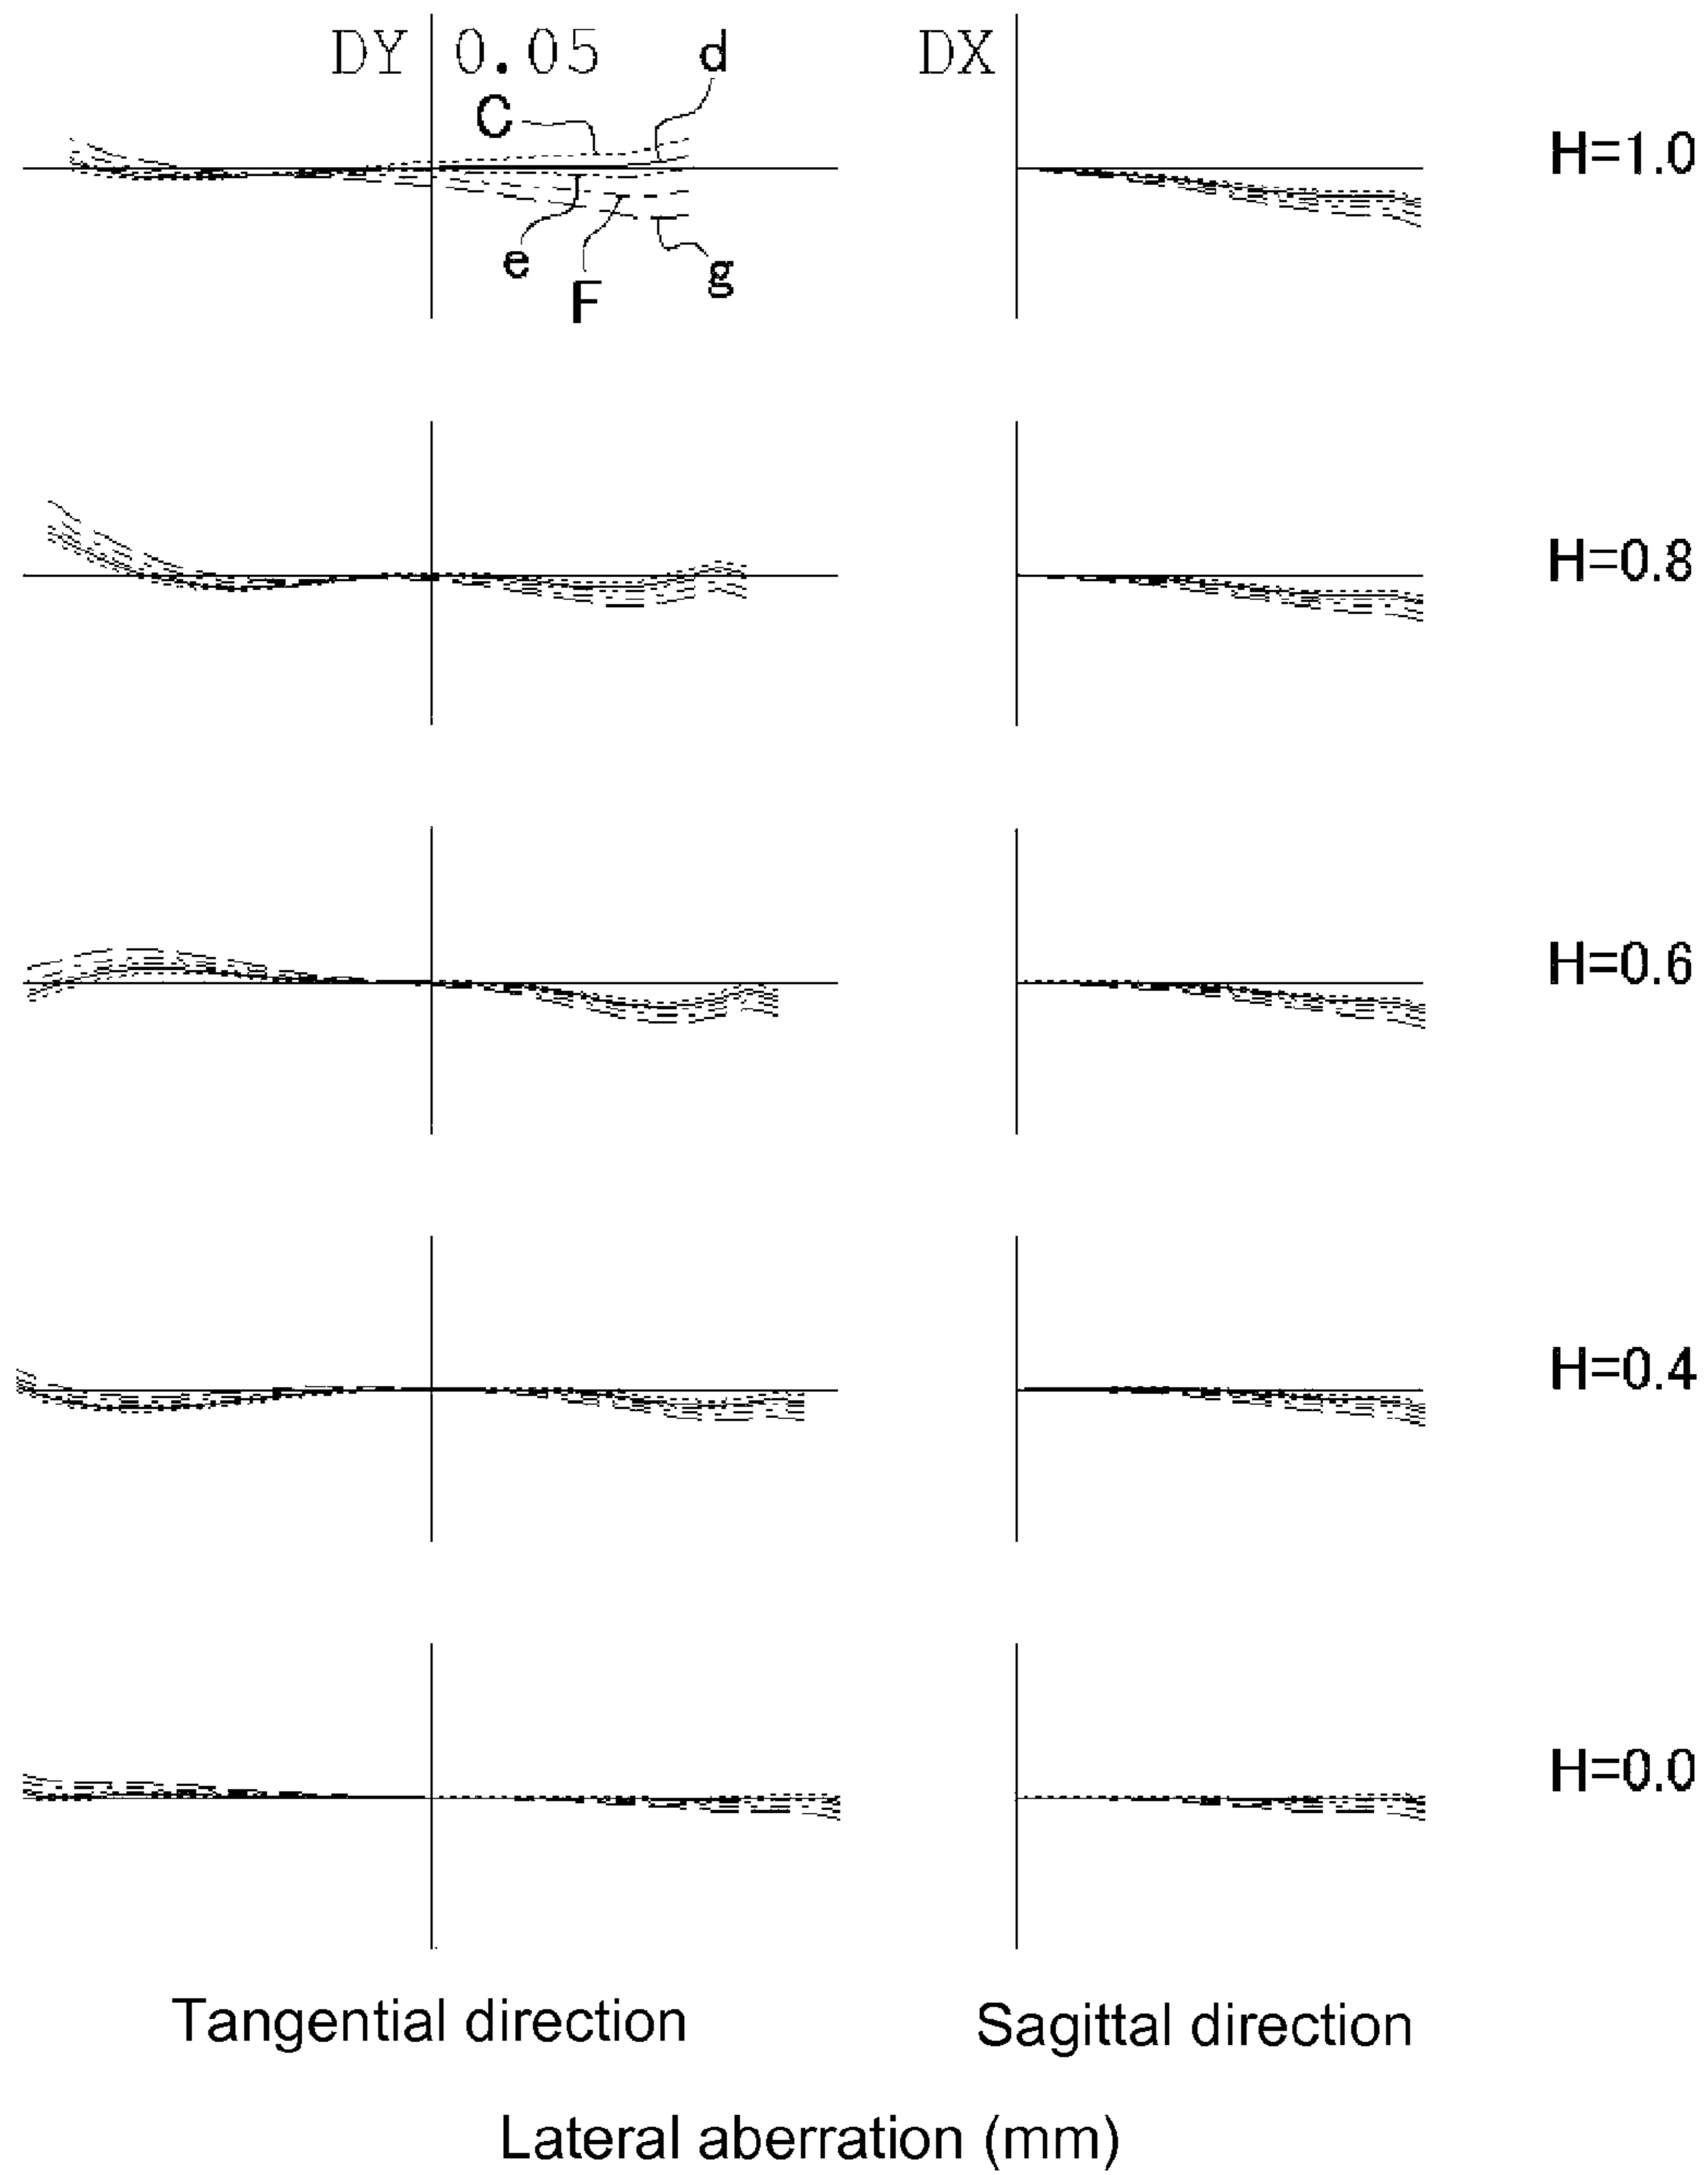 DY 0.05 d DX
C
H=1.0
e F g
H=0.8
H=0.6
H=0.4
H=0.0
Tangential direction Sagittal direction
Lateral aberration (mm)